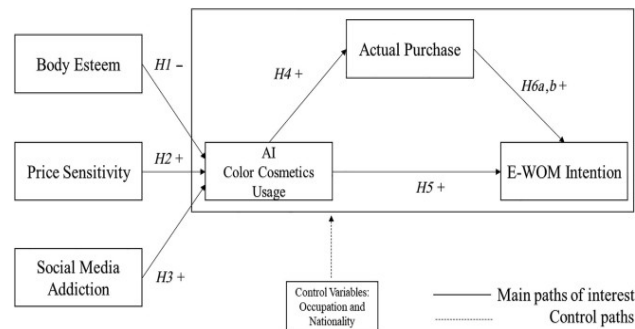 Body Esteem
H1 –
Price Sensitivity
H2 +
Social Media
Addiction
H3 +
AI
Color Cosmetics
Usage
H4 +
Actual Purchase
H5 +
H6a,b +
E-WOM Intention
Control Variables:
Occupation and
Nationality
Main paths of interest
Control paths